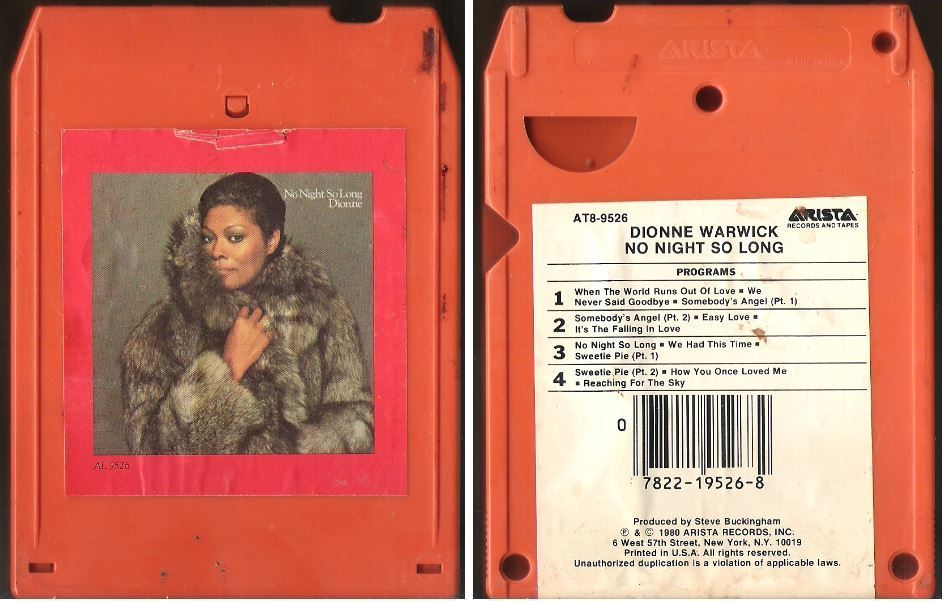 No Night So Long
Dionne
AL 9526
ARISTA
MADE IN USA
AT8-9526
ARISTA
RECORDS AND TAPES
DIONNE WARWICK
NO NIGHT SO LONG
PROGRAMS
1 When The World Runs Out Of Love ▪ We
Never Said Goodbye ▪ Somebody's Angel (Pt. 1)
2 Somebody's Angel (Pt. 2) ▪ Easy Love ▪
It's The Falling In Love
3 No Night So Long ▪ We Had This Time ▪
Sweetie Pie (Pt. 1)
4 Sweetie Pie (Pt. 2) ▪ How You Once Loved Me
▪ Reaching For The Sky
0 7822-19526-8
Produced by Steve Buckingham
℗ & © 1980 ARISTA RECORDS, INC.
6 West 57th Street, New York, N.Y. 10019
Printed in U.S.A. All rights reserved.
Unauthorized duplication is a violation of applicable laws.